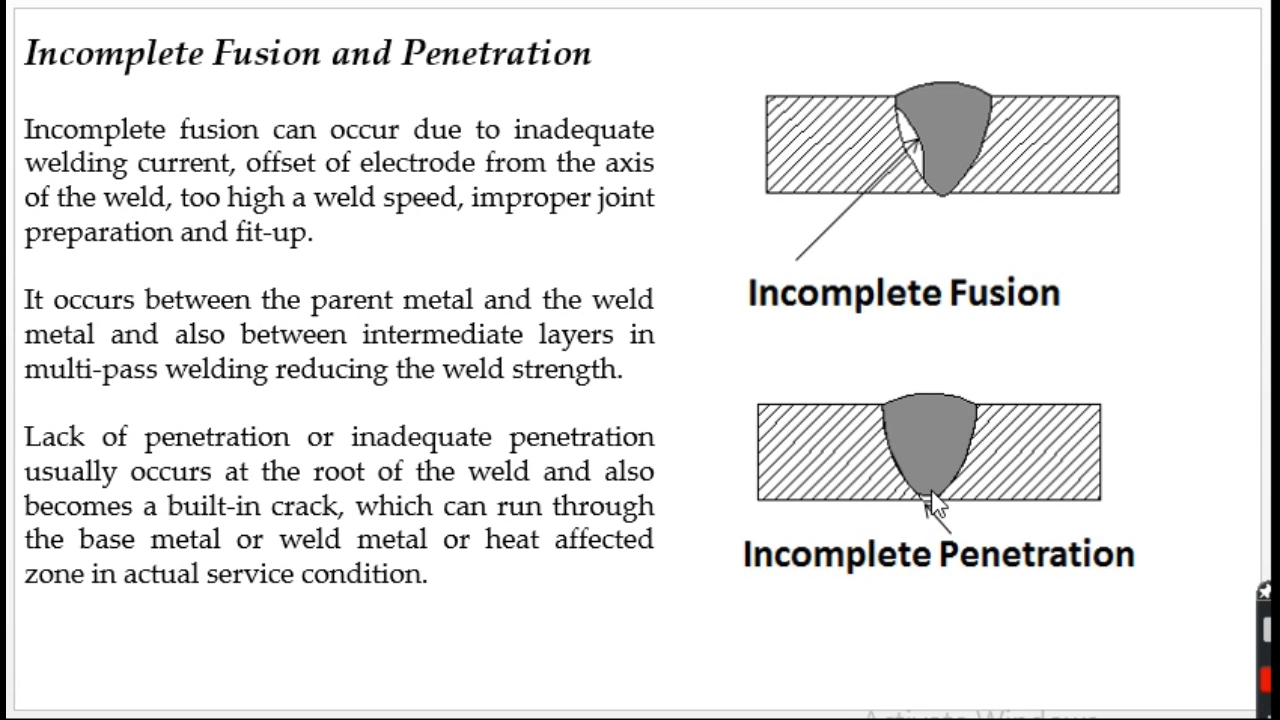 Incomplete Fusion and Penetration
Incomplete fusion can occur due to inadequate
welding current, offset of electrode from the axis
of the weld, too high a weld speed, improper joint
preparation and fit-up.
It occurs between the parent metal and the weld
metal and also between intermediate layers in
multi-pass welding reducing the weld strength.
Lack of penetration or inadequate penetration
usually occurs at the root of the weld and also
becomes a built-in crack, which can run through
the base metal or weld metal or heat affected
zone in actual service condition.
Incomplete Fusion
Incomplete Penetration
Activate Windows